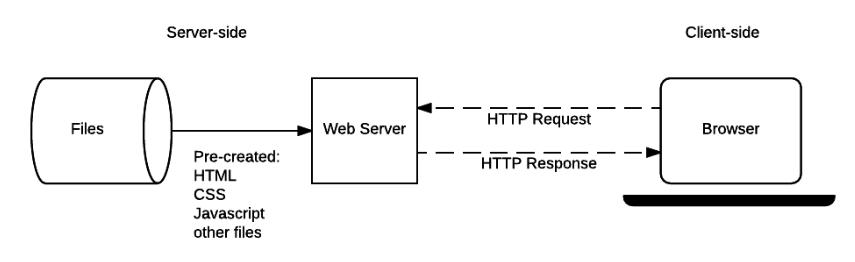 Server-side
Client-side
Files
Web Server
HTTP Request
Browser
Pre-created:
HTML
CSS
Javascript
other files
HTTP Response